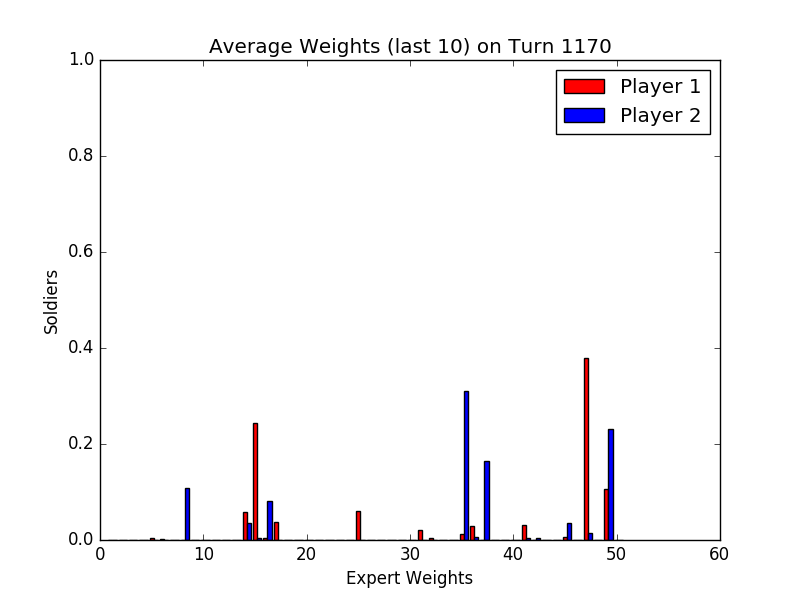 Average Weights (last 10) on Turn 1170
1.0
Player 1
Player 2
0.8
0.6
Soldiers
0.4
0.2
0.0
0 10 20 30 40 50 60
Expert Weights